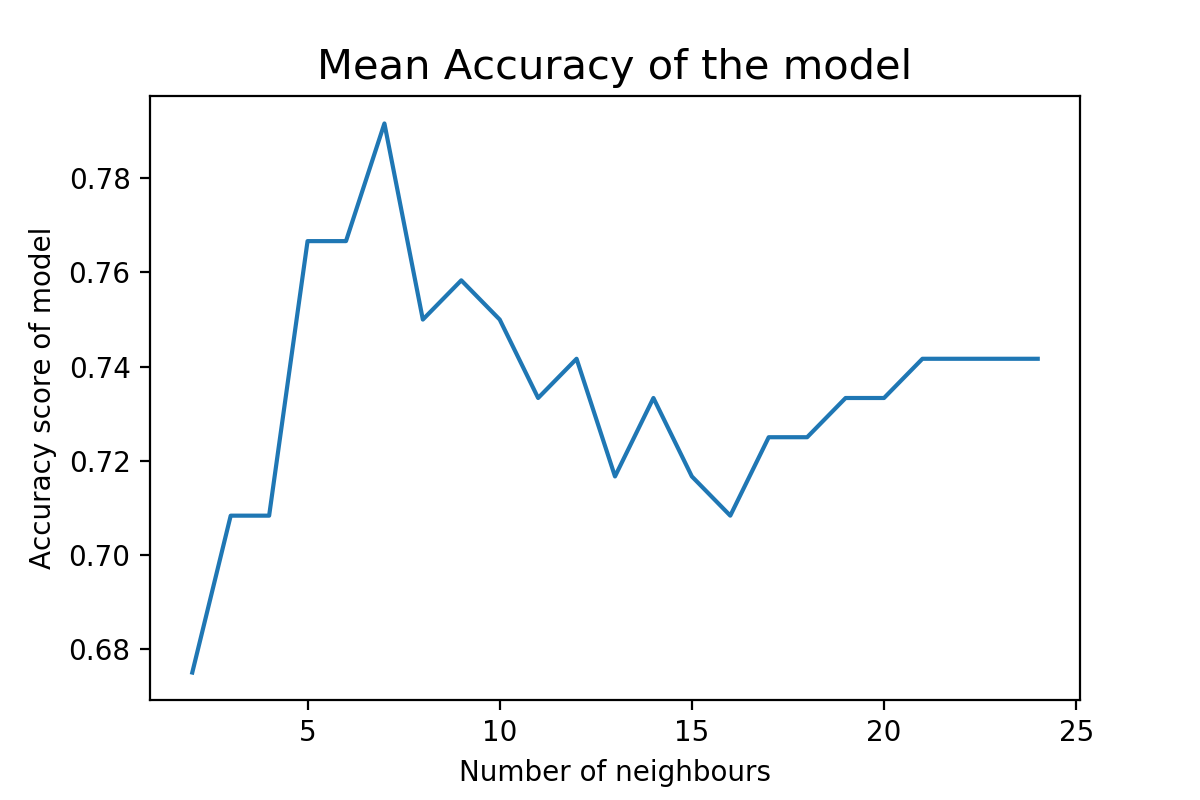 Mean Accuracy of the model
Accuracy score of model
0.78
0.76
0.74
0.72
0.70
0.68
5 10 15 20 25
Number of neighbours